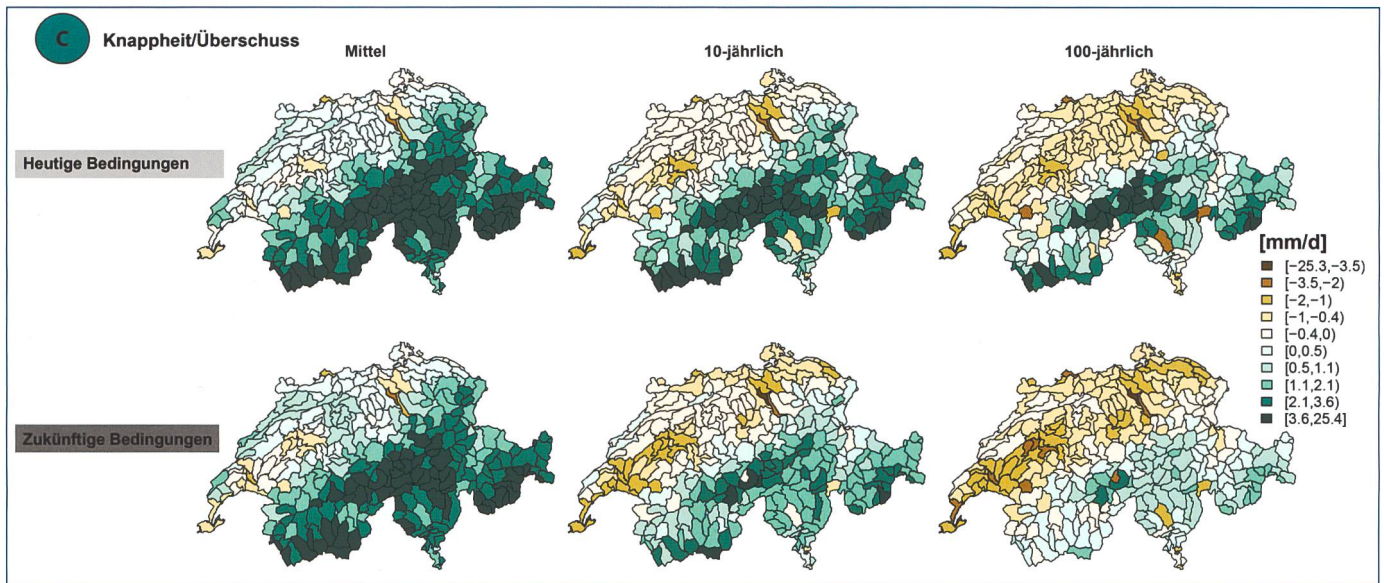 C Knappheit/Überschuss
Mittel
10-jährlich
100-jährlich
Heutige Bedingungen
Zukünftige Bedingungen
[mm/d]
[−25.3,−3.5)
[−3.5,−2)
[−2,−1)
[−1,−0.4)
[−0.4,0)
[0,0.5)
[0.5,1.1)
[1.1,2.1)
[2.1,3.6)
[3.6,25.4]